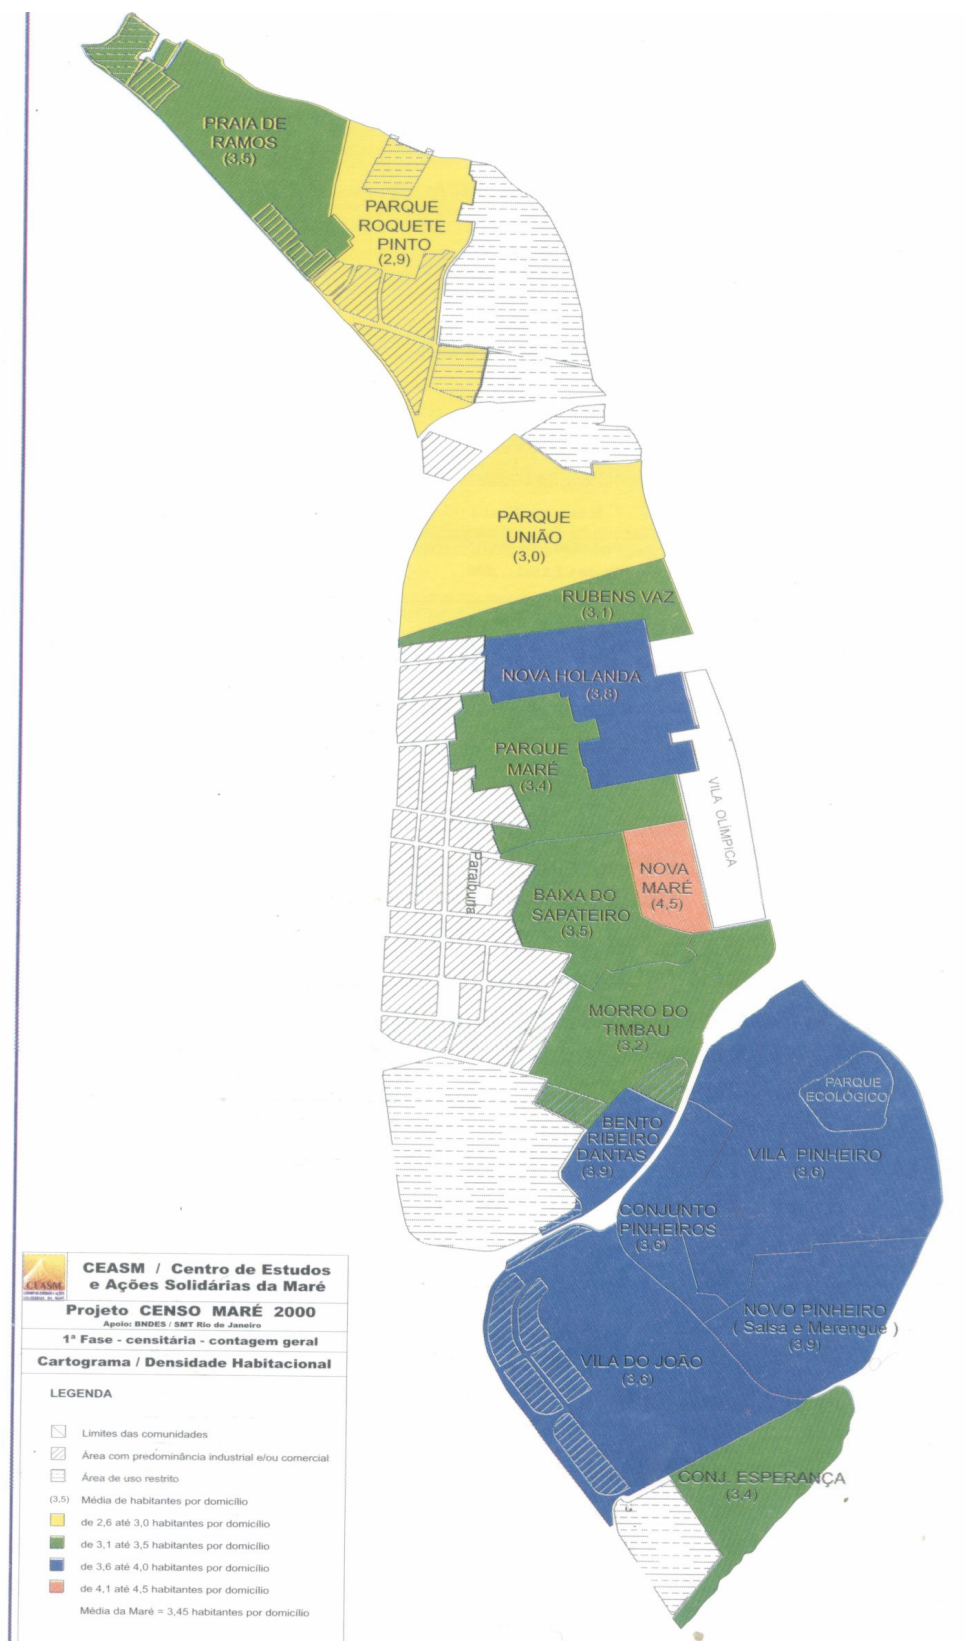 PRAIA DE
RAMOS
(3,5)
PARQUE
ROQUETE
PINTO
(2,9)
PARQUE
UNIÃO
(3,0)
RUBENS VAZ
(3,1)
NOVA HOLANDA
(3,8)
PARQUE
MARÉ
(3,4)
VILA OLÍMPICA
NOVA
MARÉ
(4,5)
Paraibuna
BAIXA DO
SAPATEIRO
(3,5)
MORRO DO
TIMBAU
(3,2)
PARQUE
ECOLÓGICO
BENTO
RIBEIRO
DANTAS
(3,9)
VILA PINHEIRO
(3,6)
CONJUNTO
PINHEIROS
(3,6)
NOVO PINHEIRO
( Salsa e Merengue )
(3,9)
VILA DO JOÃO
(3,6)
CONJ. ESPERANÇA
(3,4)
CEASM
CEASM / Centro de Estudos
e Ações Solidárias da Maré
Projeto CENSO MARÉ 2000
Apoio: BNDES / SMT Rio de Janeiro
1ª Fase - censitária - contagem geral
Cartograma / Densidade Habitacional
LEGENDA
Limites das comunidades
Área com predominância industrial e/ou comercial
Área de uso restrito
(3,5) Média de habitantes por domicílio
de 2,6 até 3,0 habitantes por domicílio
de 3,1 até 3,5 habitantes por domicílio
de 3,6 até 4,0 habitantes por domicílio
de 4,1 até 4,5 habitantes por domicílio
Média da Maré = 3,45 habitantes por domicílio